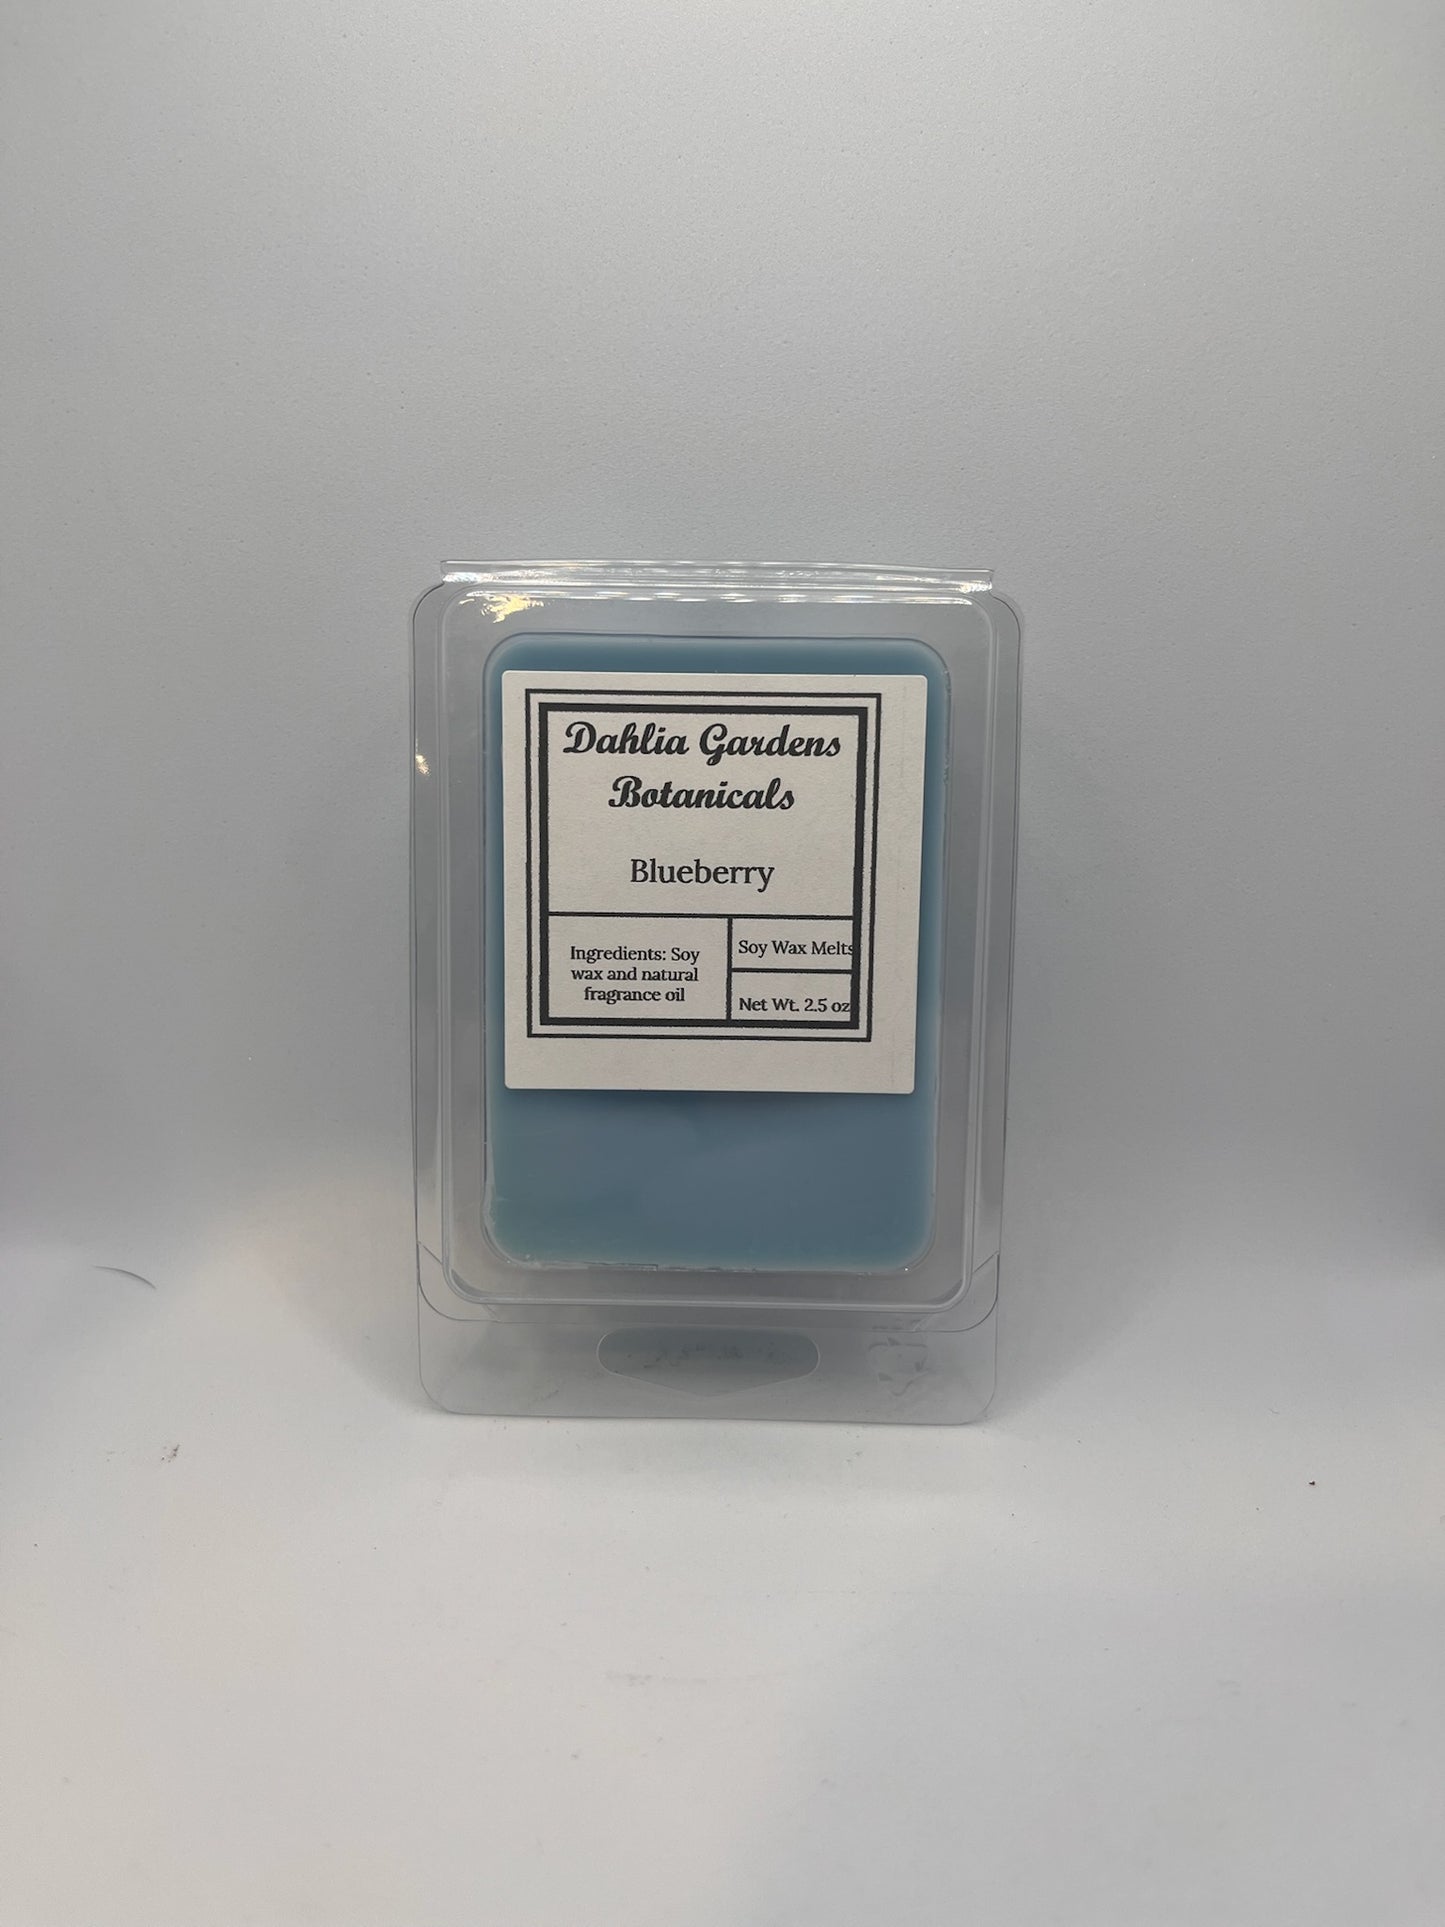 Dahlia Gardens
Botanicals
Blueberry
Ingredients: Soy
wax and natural
fragrance oil
Soy Wax Melts
Net Wt. 2.5 oz